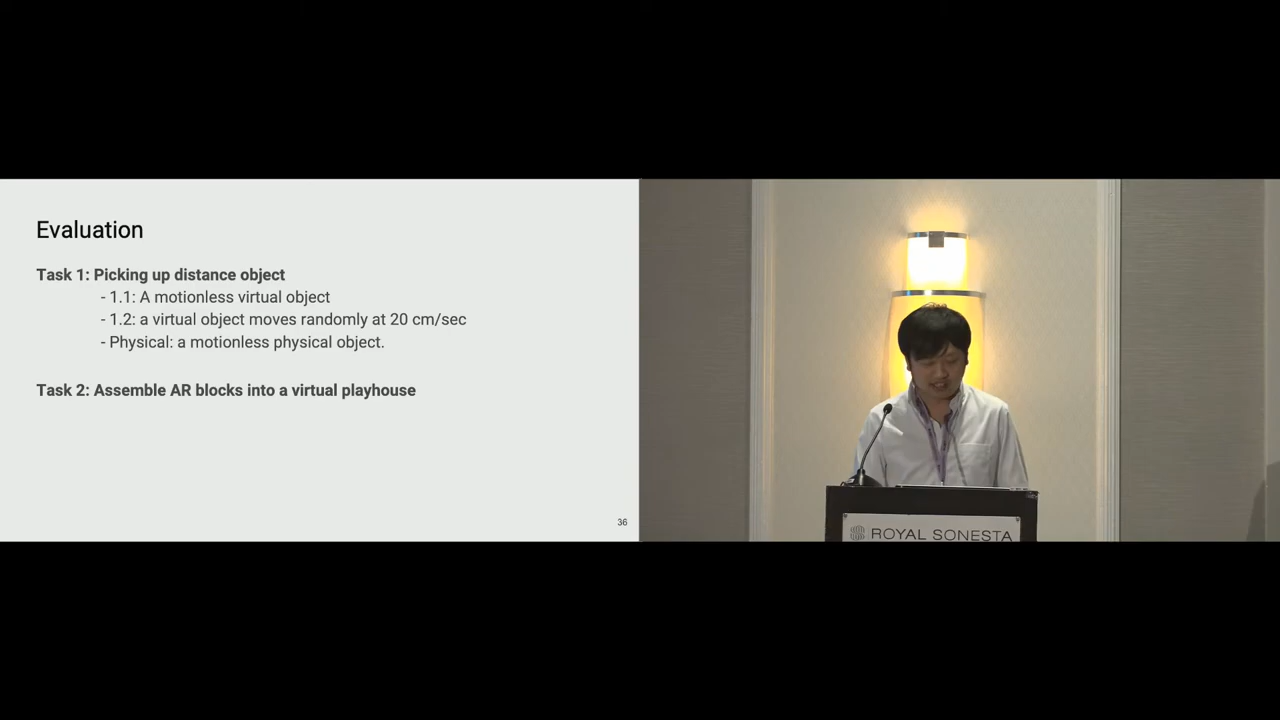 Evaluation
Task 1: Picking up distance object
- 1.1: A motionless virtual object
- 1.2: a virtual object moves randomly at 20 cm/sec
- Physical: a motionless physical object.
Task 2: Assemble AR blocks into a virtual playhouse
36
ROYAL SONESTA